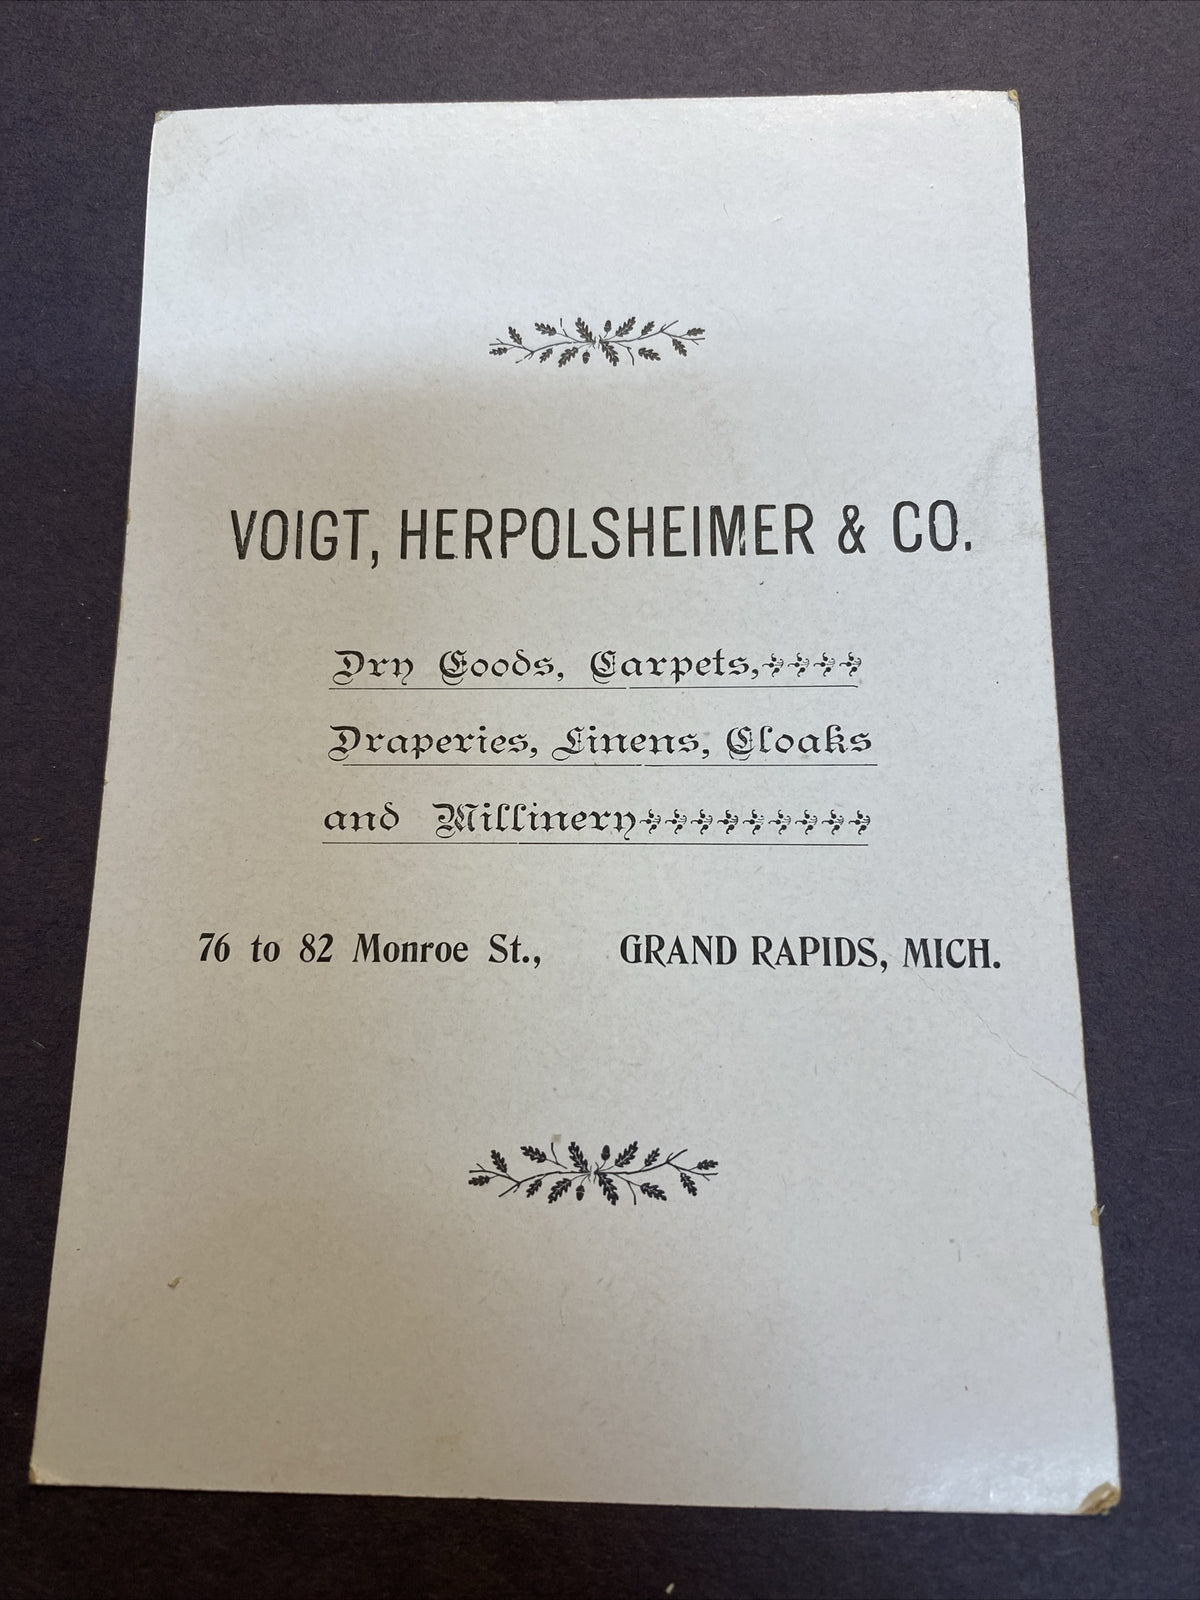 VOIGT, HERPOLSHEIMER & CO.
Dry Goods, Carpets,
Draperies, Linens, Cloaks
and Millinery
76 to 82 Monroe St., GRAND RAPIDS, MICH.